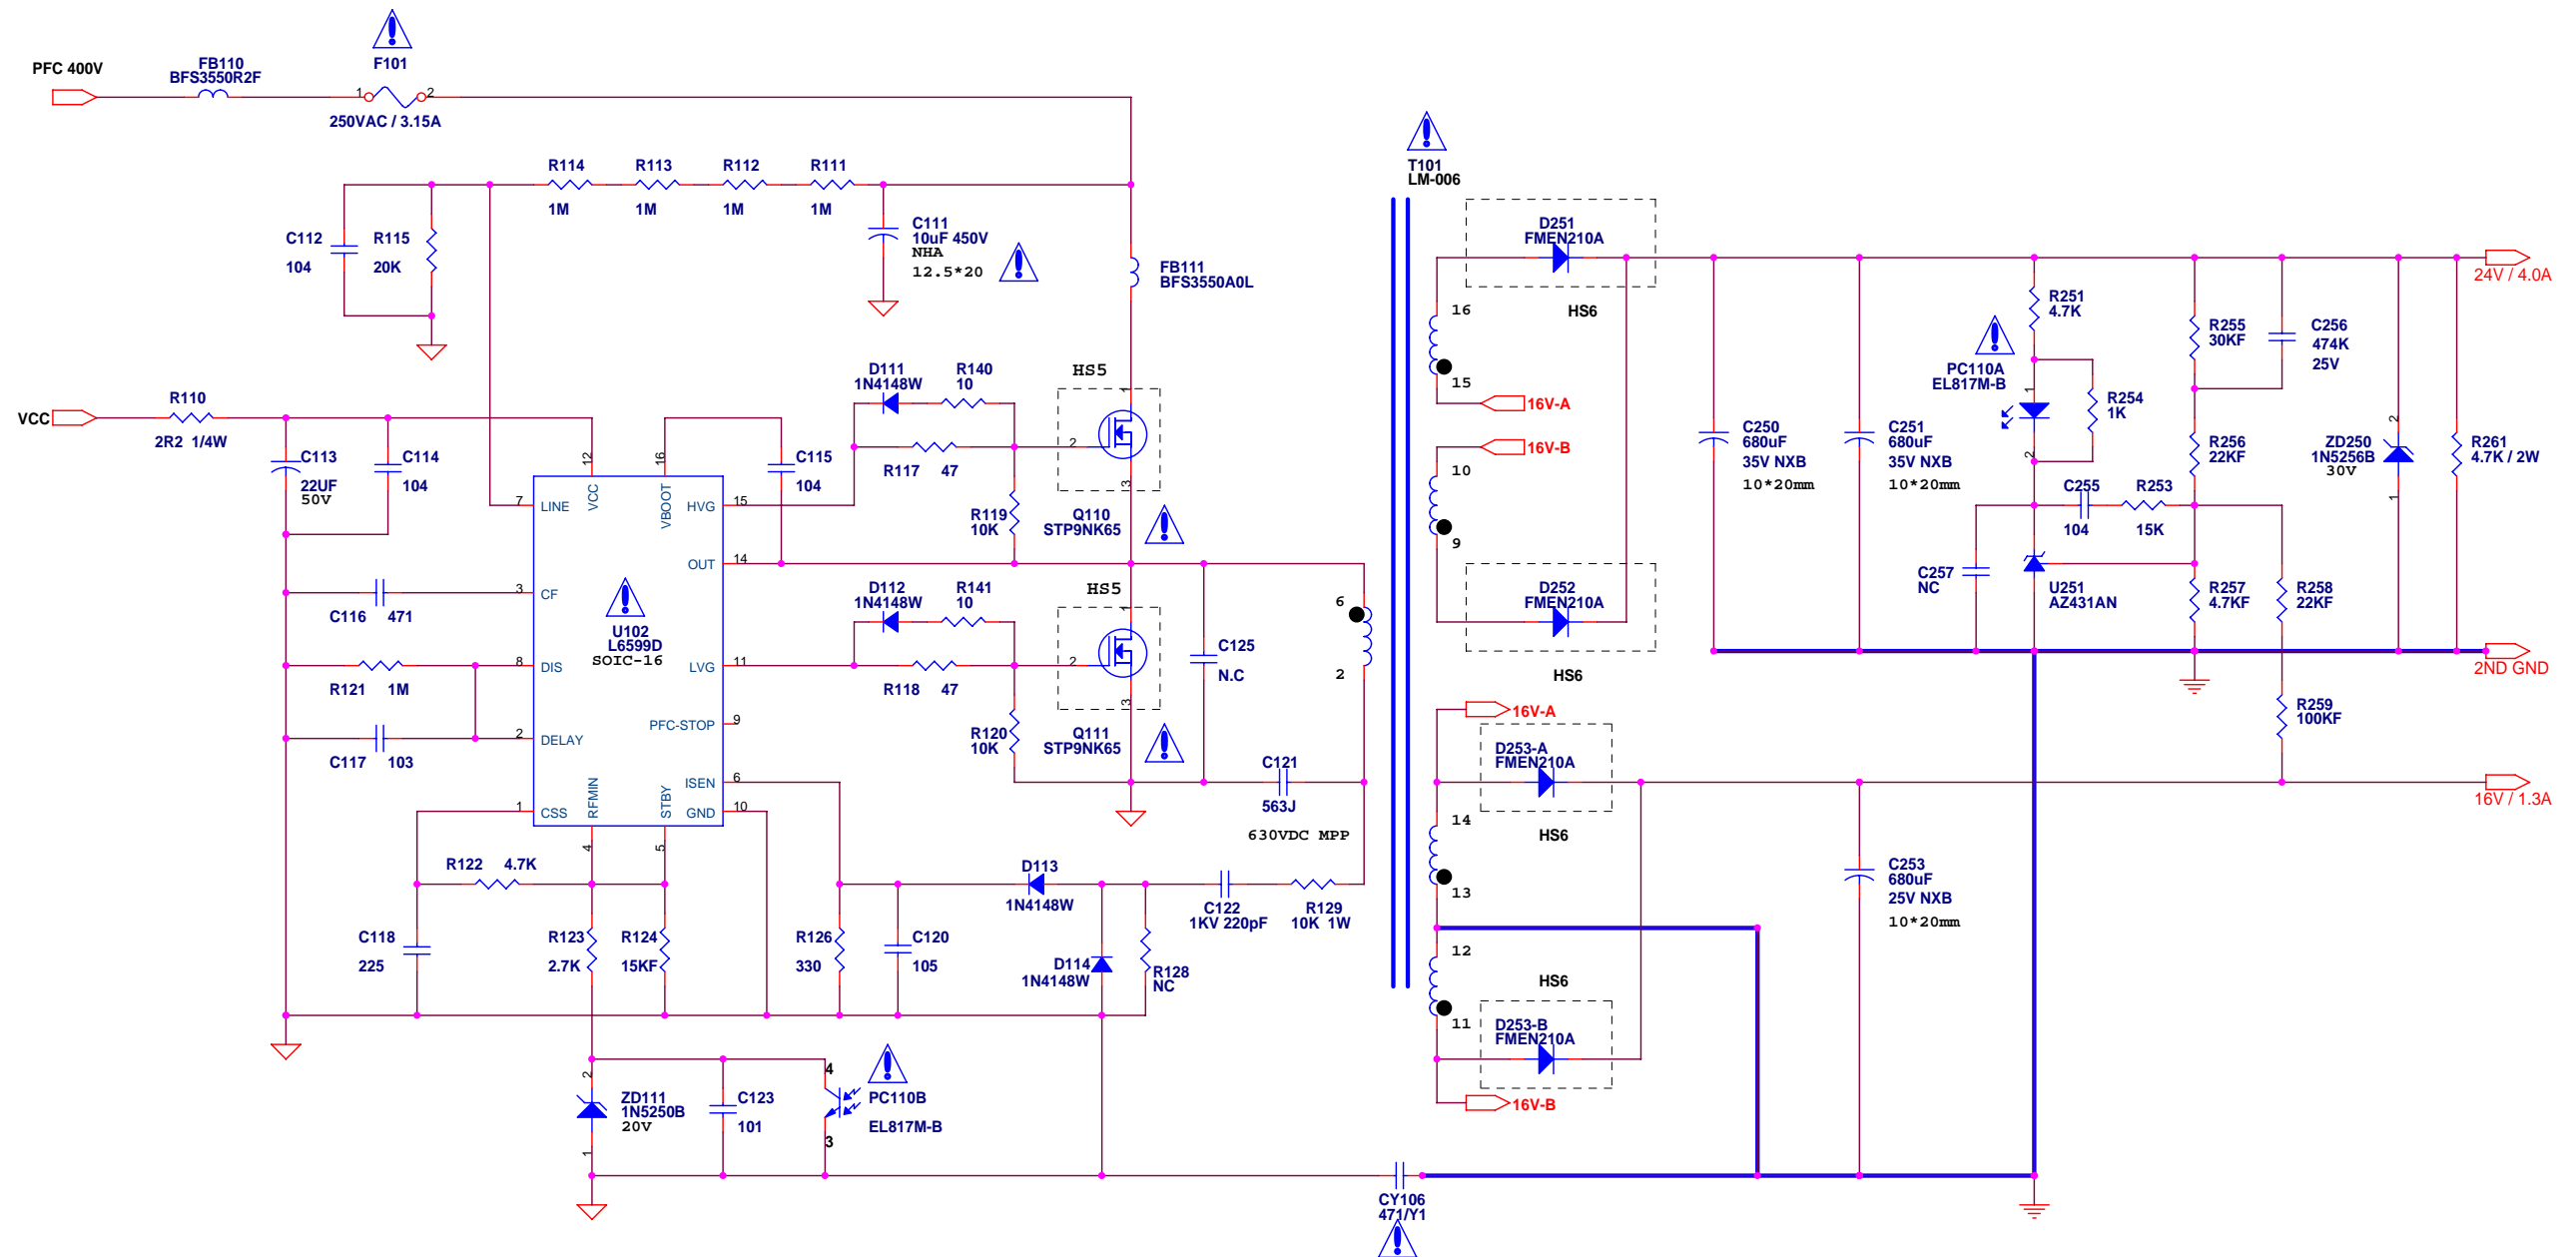 PFC 400V
FB110
BFS3550R2F
F101
1
2
250VAC / 3.15A
R114
1M
R113
1M
R112
1M
R111
1M
C112
104
R115
20K
C111
10uF 450V
NHA
12.5*20
FB111
BFS3550A0L
VCC
R110
2R2 1/4W
C113
22UF
50V
C114
104
C115
104
D111
1N4148W
R140
10
R117 47
HS5
1
2
3
R119
10K
Q110
STP9NK65
12
16
7
LINE
VCC
VBOOT
HVG
15
OUT
14
3
CF
8
DIS
LVG
11
PFC-STOP
9
2
DELAY
ISEN
6
1
CSS
RFMIN
STBY
GND
10
4
5
U102
L6599D
SOIC-16
C116 471
R121 1M
C117 103
D112
1N4148W
R141
10
R118 47
HS5
1
2
3
R120
10K
Q111
STP9NK65
C125
N.C
6
2
C121
563J
630VDC MPP
R122 4.7K
C118
225
R123
2.7K
R124
15KF
R126
330
C120
105
D113
1N4148W
D114
1N4148W
R128
NC
C122
1KV 220pF
R129
10K 1W
2
1
ZD111
1N5250B
20V
C123
101
4
3
PC110B
EL817M-B
CY106
471/Y1
T101
LM-006
D251
FMEN210A
HS6
16
15
16V-A
16V-B
10
9
D252
FMEN210A
HS6
16V-A
D253-A
FMEN210A
HS6
14
13
12
11
HS6
D253-B
FMEN210A
16V-B
C250
680uF
35V NXB
10*20mm
C251
680uF
35V NXB
10*20mm
R251
4.7K
PC110A
EL817M-B
1
2
R254
1K
R255
30KF
C256
474K
25V
R256
22KF
C255
104
R253
15K
C257
NC
U251
AZ431AN
R257
4.7KF
R258
22KF
R259
100KF
2
ZD250
1N5256B
30V
1
R261
4.7K / 2W
24V / 4.0A
2ND GND
16V / 1.3A
C253
680uF
25V NXB
10*20mm